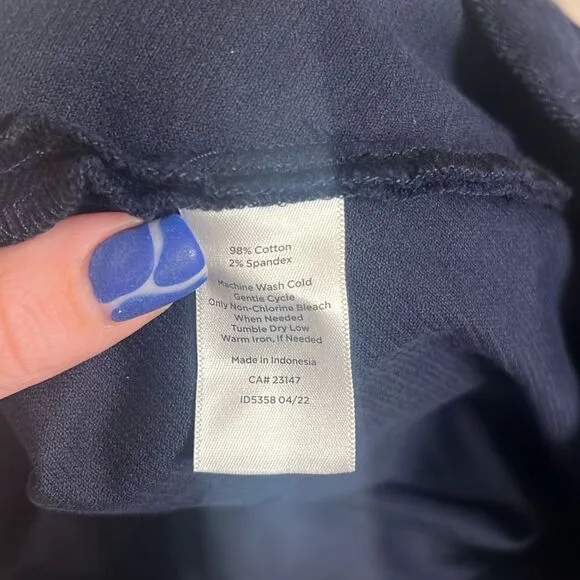 98% Cotton
2% Spandex
Machine Wash Cold
Gentle Cycle
Only Non-Chlorine Bleach
When Needed
Tumble Dry Low
Warm Iron, If Needed
Made in Indonesia
CA# 23147
ID5358 04/22